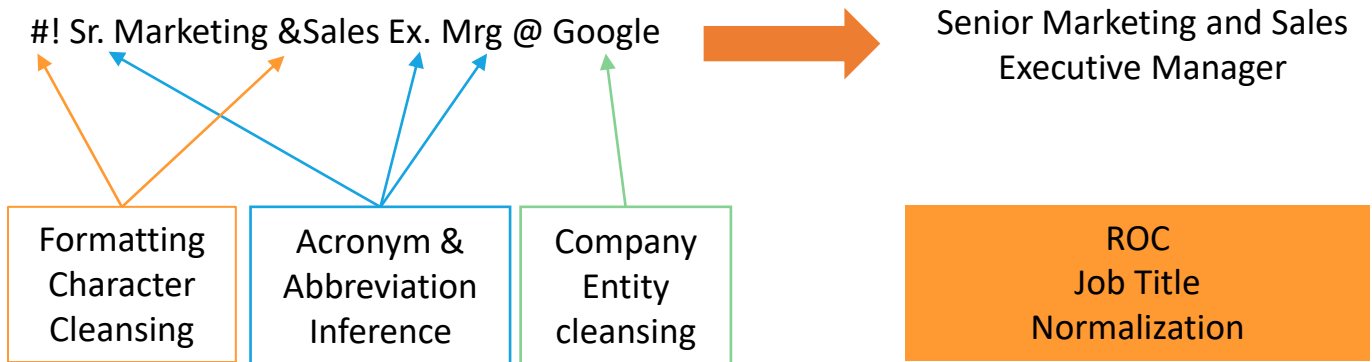 #! Sr. Marketing &Sales Ex. Mrg @ Google
Senior Marketing and Sales
Executive Manager
Formatting
Character
Cleansing
Acronym &
Abbreviation
Inference
Company
Entity
cleansing
ROC
Job Title
Normalization